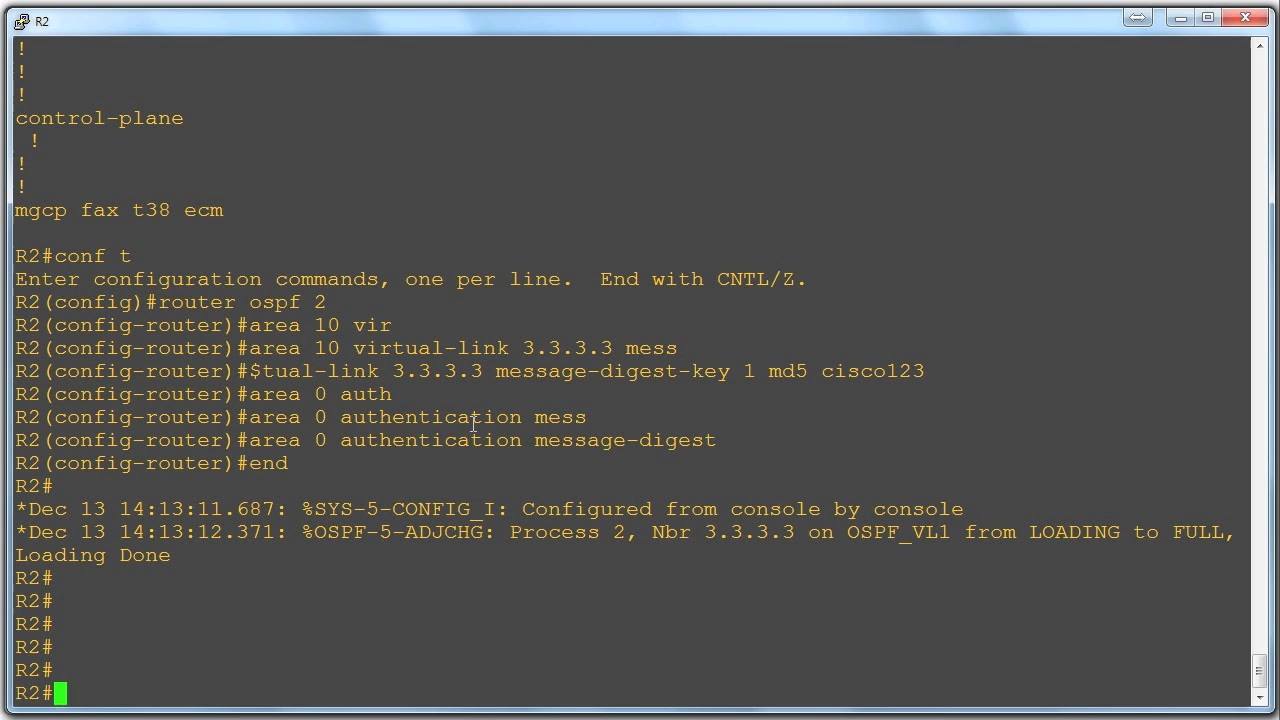 R2
!
!
!
control-plane
 !
!
!
mgcp fax t38 ecm
R2#conf t
Enter configuration commands, one per line.  End with CNTL/Z.
R2(config)#router ospf 2
R2(config-router)#area 10 vir
R2(config-router)#area 10 virtual-link 3.3.3.3 mess
R2(config-router)#$tual-link 3.3.3.3 message-digest-key 1 md5 cisco123
R2(config-router)#area 0 auth
R2(config-router)#area 0 authentication mess
R2(config-router)#area 0 authentication message-digest
R2(config-router)#end
R2#
*Dec 13 14:13:11.687: %SYS-5-CONFIG_I: Configured from console by console
*Dec 13 14:13:12.371: %OSPF-5-ADJCHG: Process 2, Nbr 3.3.3.3 on OSPF_VL1 from LOADING to FULL,
Loading Done
R2#
R2#
R2#
R2#
R2#
R2#